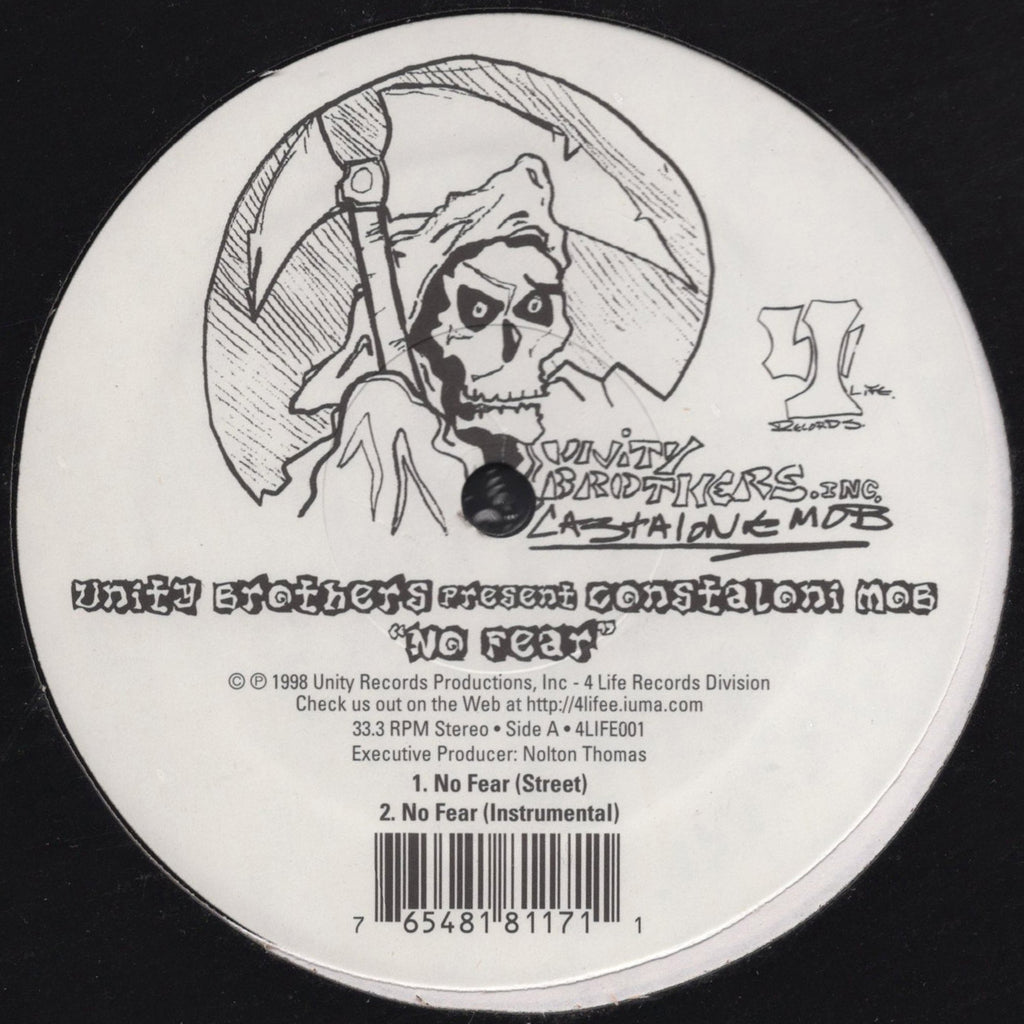 4 LIFE.
RECORDS
UNITY
BROTHERS.INC.
CASTALONE MOB
Unity Brothers present Constaloni MOB
“No Fear”
© ℗ 1998 Unity Records Productions, Inc - 4 Life Records Division
Check us out on the Web at http://4lifee.iuma.com
33.3 RPM Stereo • Side A • 4LIFE001
Executive Producer: Nolton Thomas
1. No Fear (Street)
2. No Fear (Instrumental)
7 65481 81171 1